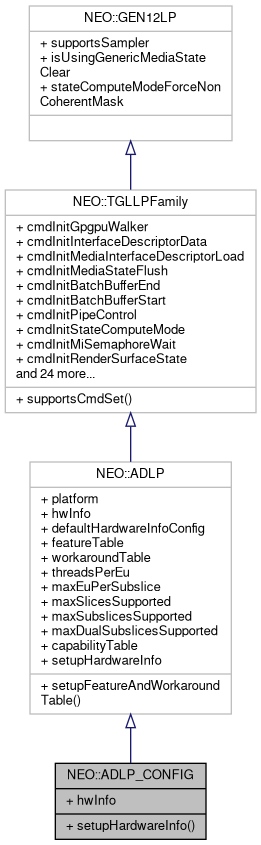 NEO::GEN12LP
+ supportsSampler
+ isUsingGenericMediaState
Clear
+ stateComputeModeForceNon
CoherentMask
NEO::TGLLPFamily
+ cmdInitGpgpuWalker
+ cmdInitInterfaceDescriptorData
+ cmdInitMediaInterfaceDescriptorLoad
+ cmdInitMediaStateFlush
+ cmdInitBatchBufferEnd
+ cmdInitBatchBufferStart
+ cmdInitPipeControl
+ cmdInitStateComputeMode
+ cmdInitMiSemaphoreWait
+ cmdInitRenderSurfaceState
and 24 more...
+ supportsCmdSet()
NEO::ADLP
+ platform
+ hwInfo
+ defaultHardwareInfoConfig
+ featureTable
+ workaroundTable
+ threadsPerEu
+ maxEuPerSubslice
+ maxSlicesSupported
+ maxSubslicesSupported
+ maxDualSubslicesSupported
+ capabilityTable
+ setupHardwareInfo
+ setupFeatureAndWorkaround
Table()
NEO::ADLP_CONFIG
+ hwInfo
+ setupHardwareInfo()